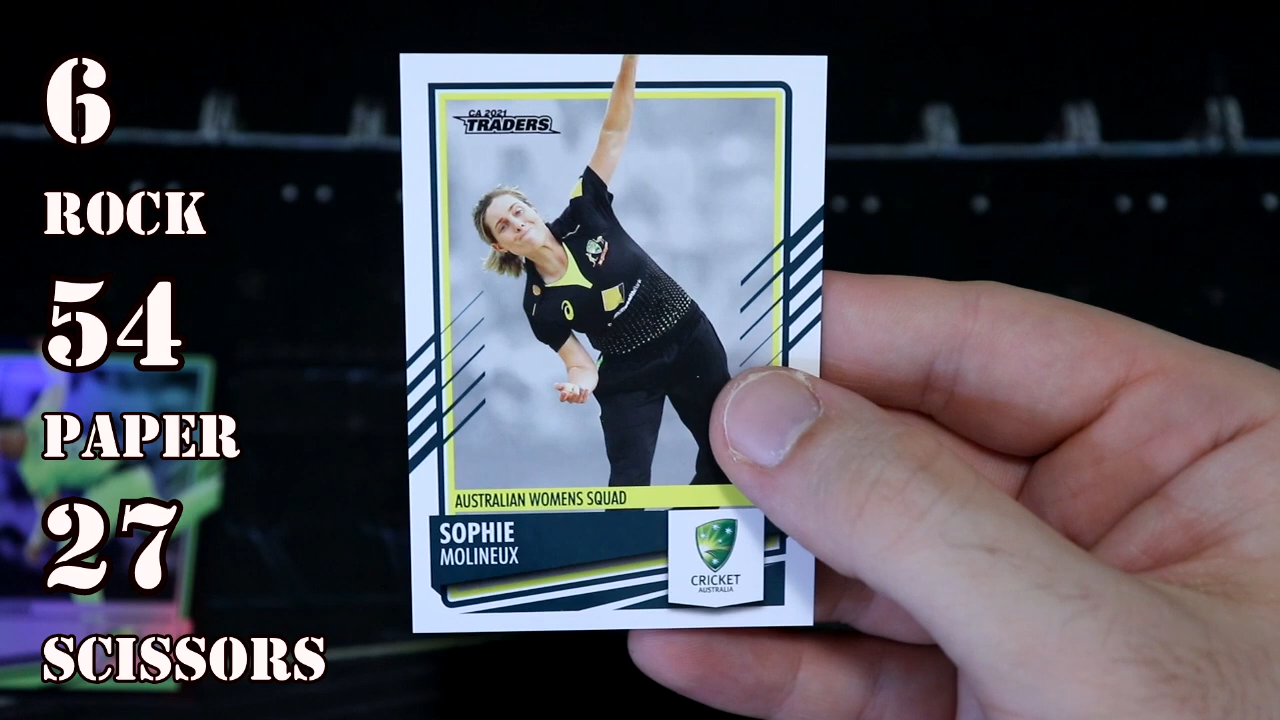 6
ROCK
54
PAPER
27
SCISSORS
CA 2021
TRADERS
AUSTRALIAN WOMENS SQUAD
SOPHIE
MOLINEUX
CRICKET
AUSTRALIA